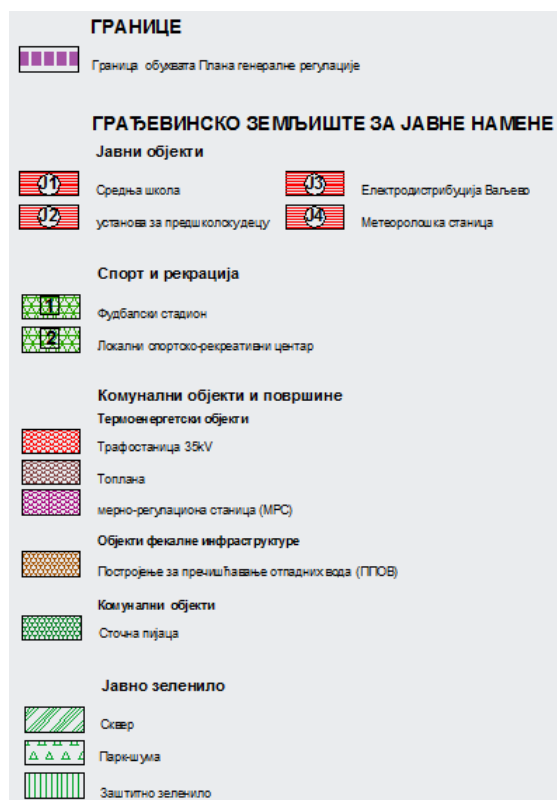 ГРАНИЦЕ
Граница обухвата Плана генералне регулације
ГРАЂЕВИНСКО ЗЕМЉИШТЕ ЗА ЈАВНЕ НАМЕНЕ
Јавни објекти
Ј1 Средња школа
Ј3 Електродистрибуција Ваљево
Ј2 установа за предшколску децу
Ј4 Метеоролошка станица
Спорт и рекрација
1 Фудбалски стадион
2 Локални спортско-рекреативни центар
Комунални објекти и површине
Термоенергетски објекти
Трафостаница 35kV
Топлана
мерно-регулациона станица (МРС)
Објекти фекалне инфраструктуре
Постројење за пречишћавање отпадних вода (ППОВ)
Комунални објекти
Сточна пијаца
Јавно зеленило
Сквер
Парк-шума
Заштитно зеленило